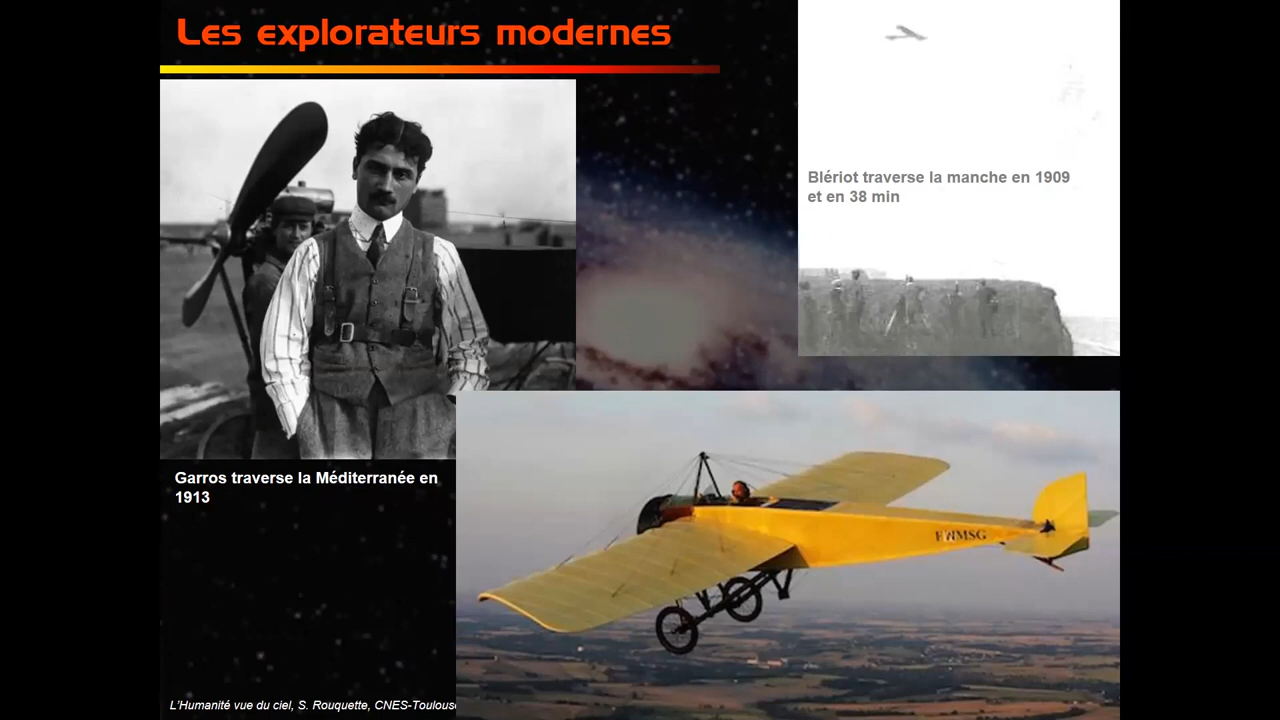 Les explorateurs modernes
Blériot traverse la manche en 1909
et en 38 min
Garros traverse la Méditerranée en
1913
L'Humanité vue du ciel, S. Rouquette, CNES-Toulous